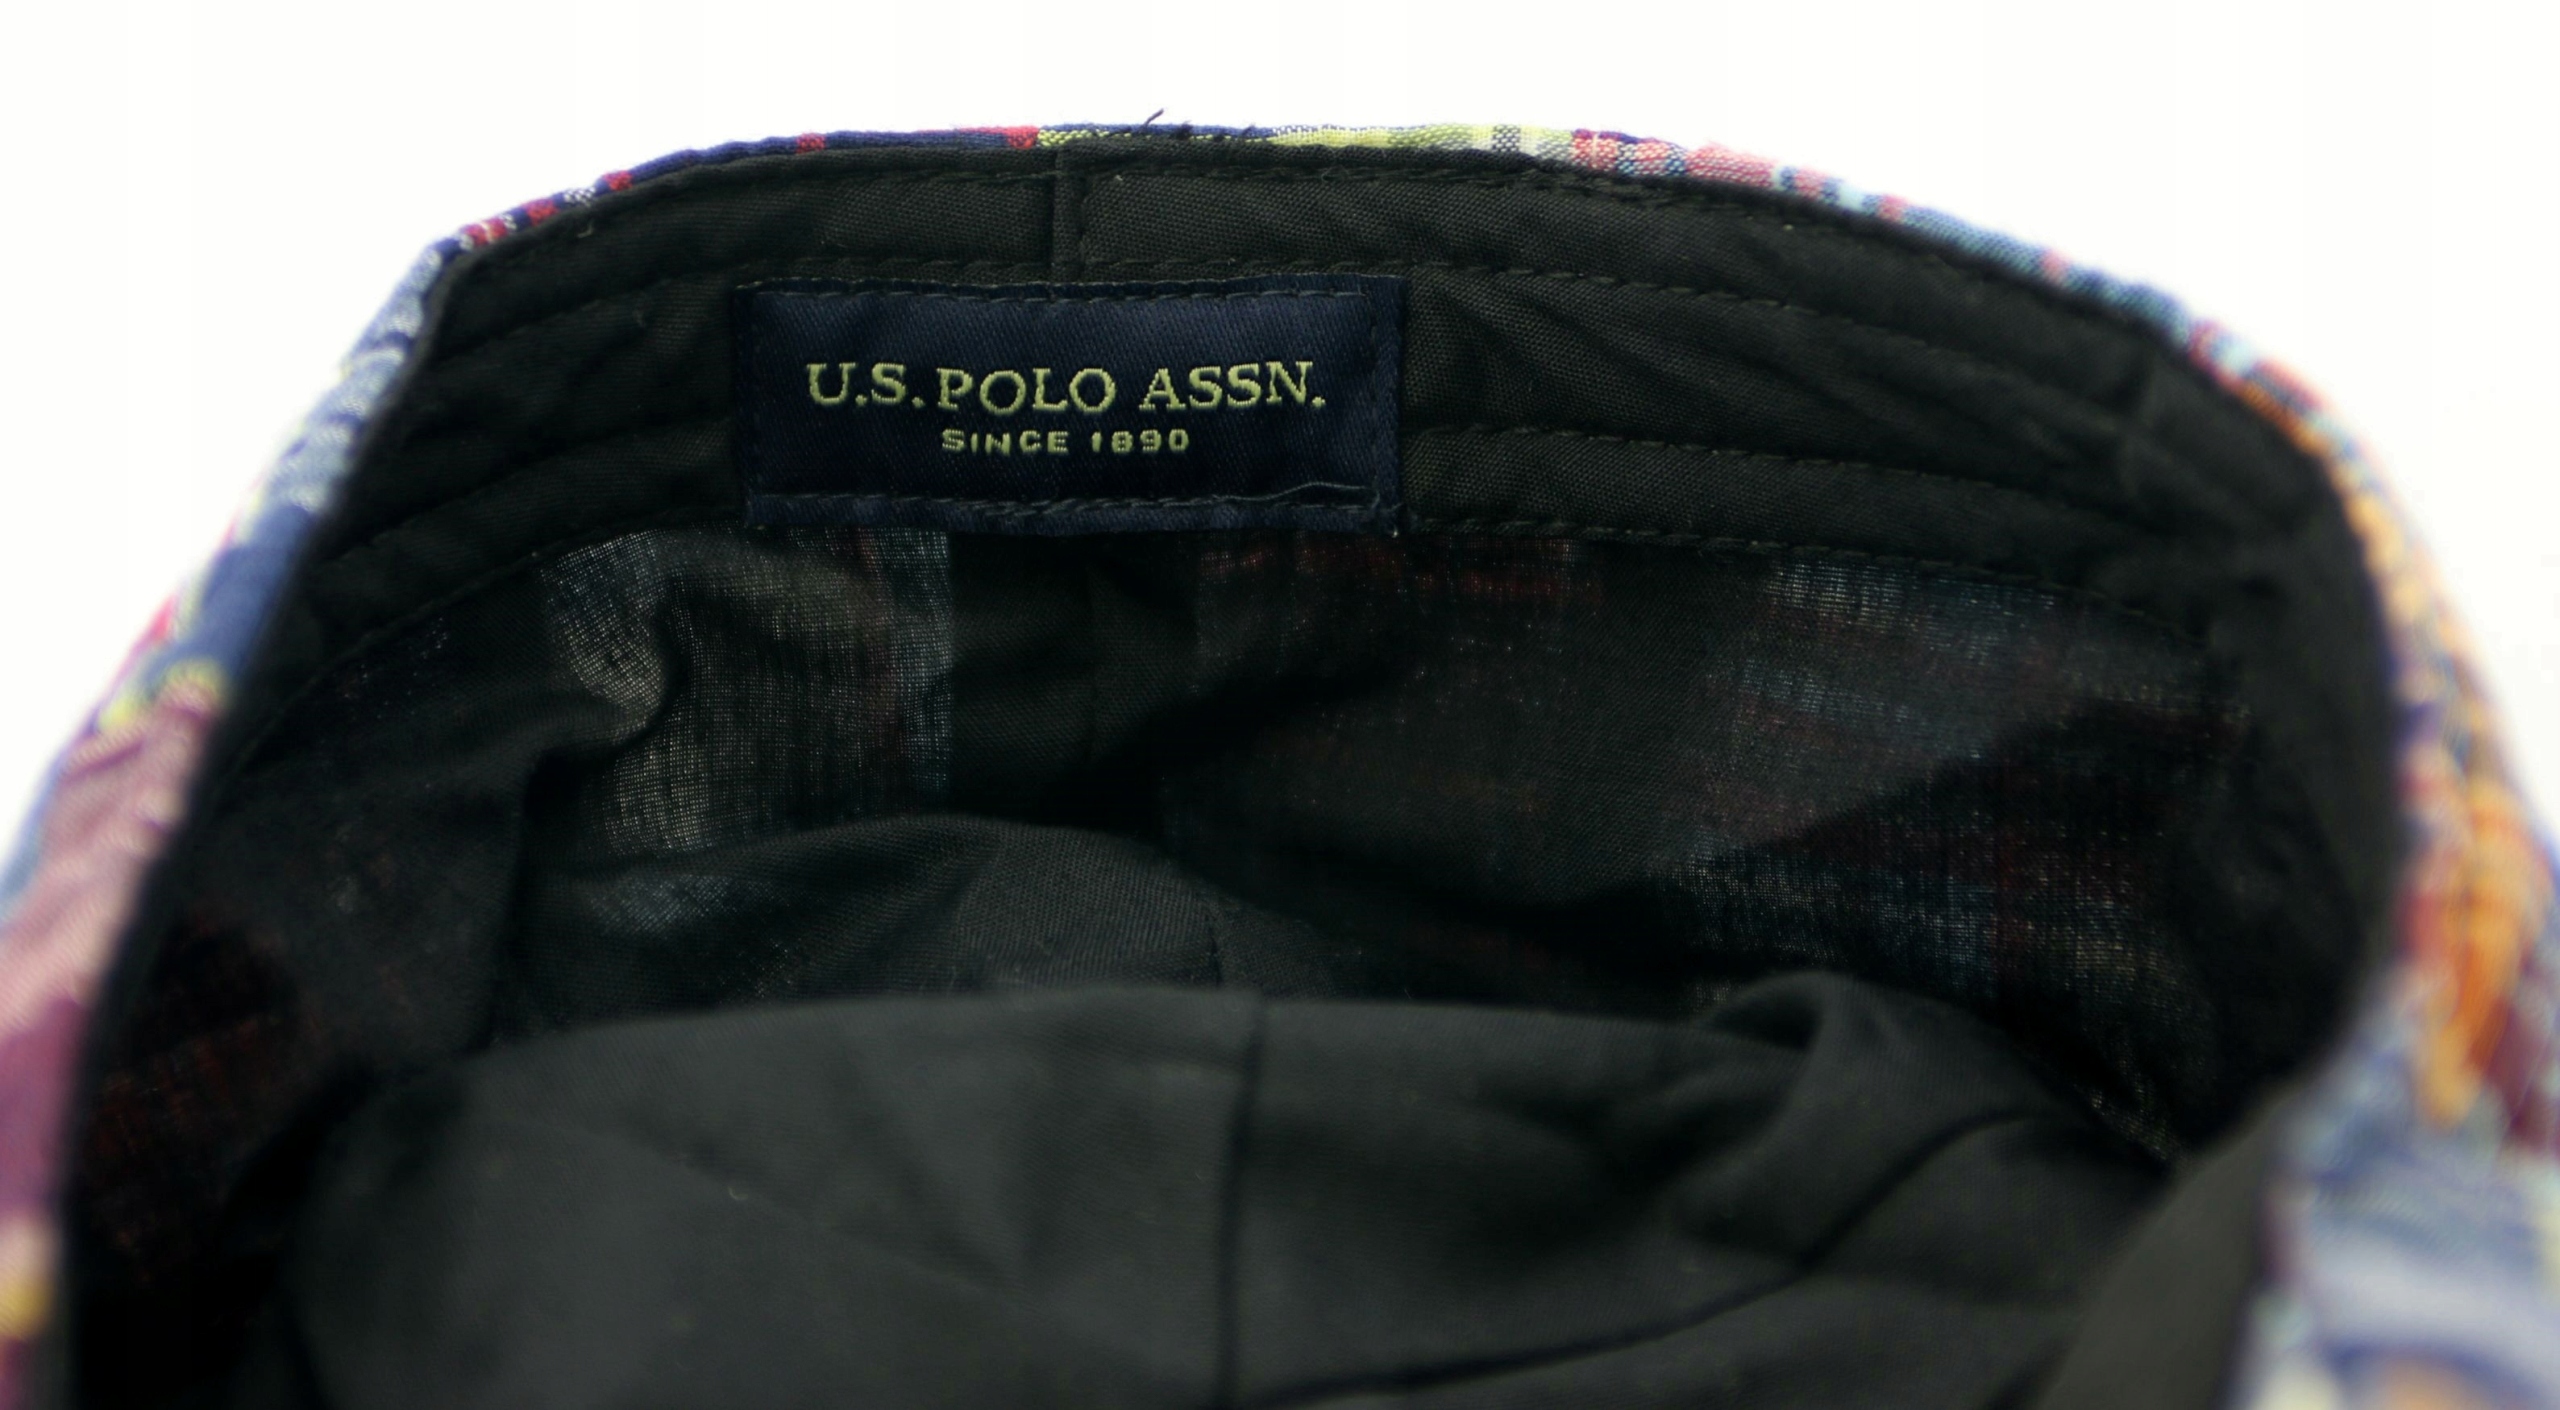 U.S. POLO ASSN.
SINCE 1890